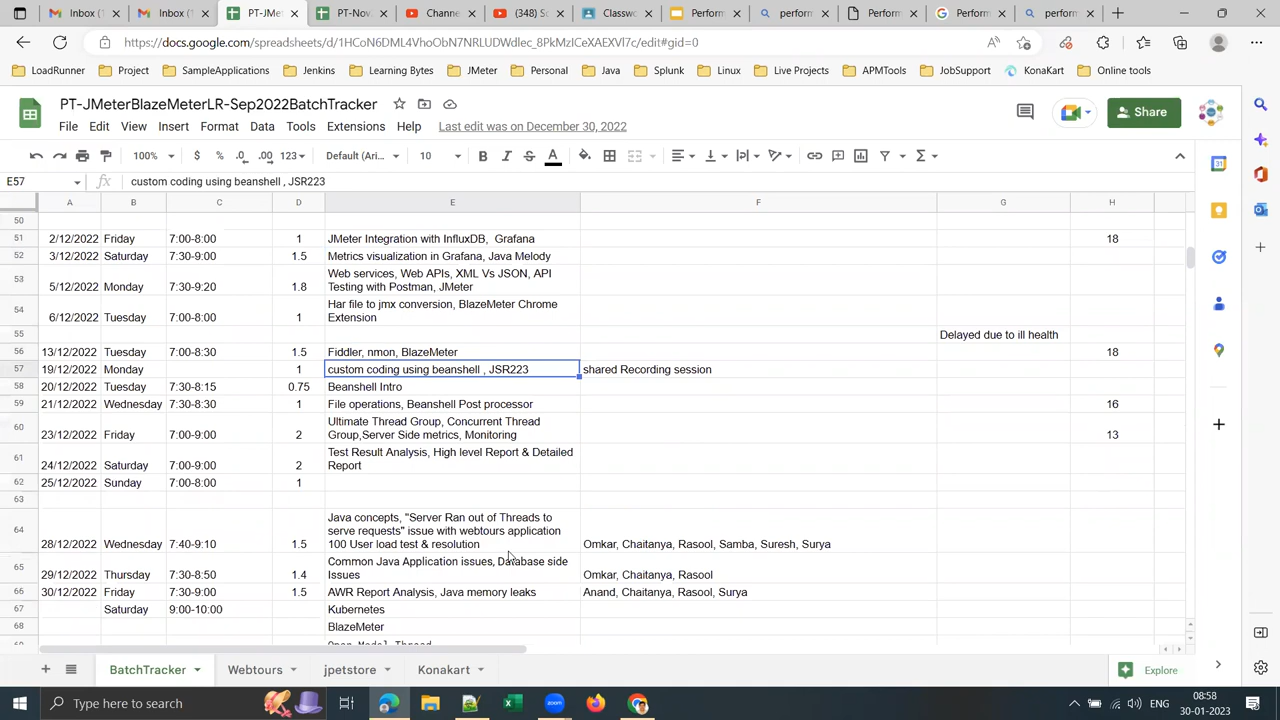 Inbox (
Inbox (
PT-JMe
PT-Nov
Channe
(348) Sc
Classw
Perform
perform
Perform
Perform
perform
https://docs.google.com/spreadsheets/d/1HCoN6DML4VhoObN7NRLUDWdlec_8PkMzICeXAEXVl7c/edit#gid=0
LoadRunner
Project
SampleApplications
Jenkins
Learning Bytes
JMeter
Personal
Java
Splunk
Linux
Live Projects
APMTools
JobSupport
KonaKart
Online tools
PT-JMeterBlazeMeterLR-Sep2022BatchTracker
File Edit View Insert Format Data Tools Extensions Help Last edit was on December 30, 2022
Share
100% $ % .0 .00 123 Default (Ari... 10 B I S A
E57 fx custom coding using beanshell , JSR223
A B C D E F G H
50
51 2/12/2022 Friday 7:00-8:00 1 JMeter Integration with InfluxDB, Grafana 18
52 3/12/2022 Saturday 7:30-9:00 1.5 Metrics visualization in Grafana, Java Melody
Web services, Web APIs, XML Vs JSON, API
53 5/12/2022 Monday 7:30-9.20 1.8 Testing with Postman, JMeter
Har file to jmx conversion, BlazeMeter Chrome
54 6/12/2022 Tuesday 7:00-8:00 1 Extension
55 Delayed due to ill health
56 13/12/2022 Tuesday 7:00-8:30 1.5 Fiddler, nmon, BlazeMeter 18
57 19/12/2022 Monday 1 custom coding using beanshell , JSR223 shared Recording session
58 20/12/2022 Tuesday 7:30-8:15 0.75 Beanshell Intro
59 21/12/2022 Wednesday 7:30-8:30 1 File operations, Beanshell Post processor 16
Ultimate Thread Group, Concurrent Thread
60 23/12/2022 Friday 7:00-9:00 2 Group,Server Side metrics, Monitoring 13
Test Result Analysis, High level Report & Detailed
61 24/12/2022 Saturday 7:00-9:00 2 Report
62 25/12/2022 Sunday 7:00-8:00 1
63
Java concepts, "Server Ran out of Threads to
serve requests" issue with webtours application
64 28/12/2022 Wednesday 7:40-9:10 1.5 100 User load test & resolution Omkar, Chaitanya, Rasool, Samba, Suresh, Surya
Common Java Application issues, Database side
65 29/12/2022 Thursday 7:30-8:50 1.4 Issues Omkar, Chaitanya, Rasool
66 30/12/2022 Friday 7:30-9:00 1.5 AWR Report Analysis, Java memory leaks Anand, Chaitanya, Rasool, Surya
67 Saturday 9:00-10:00 Kubernetes
68 BlazeMeter
Open Model Thread
BatchTracker Webtours jpetstore Konakart Explore
Type here to search
ENG
08:58
30-01-2023